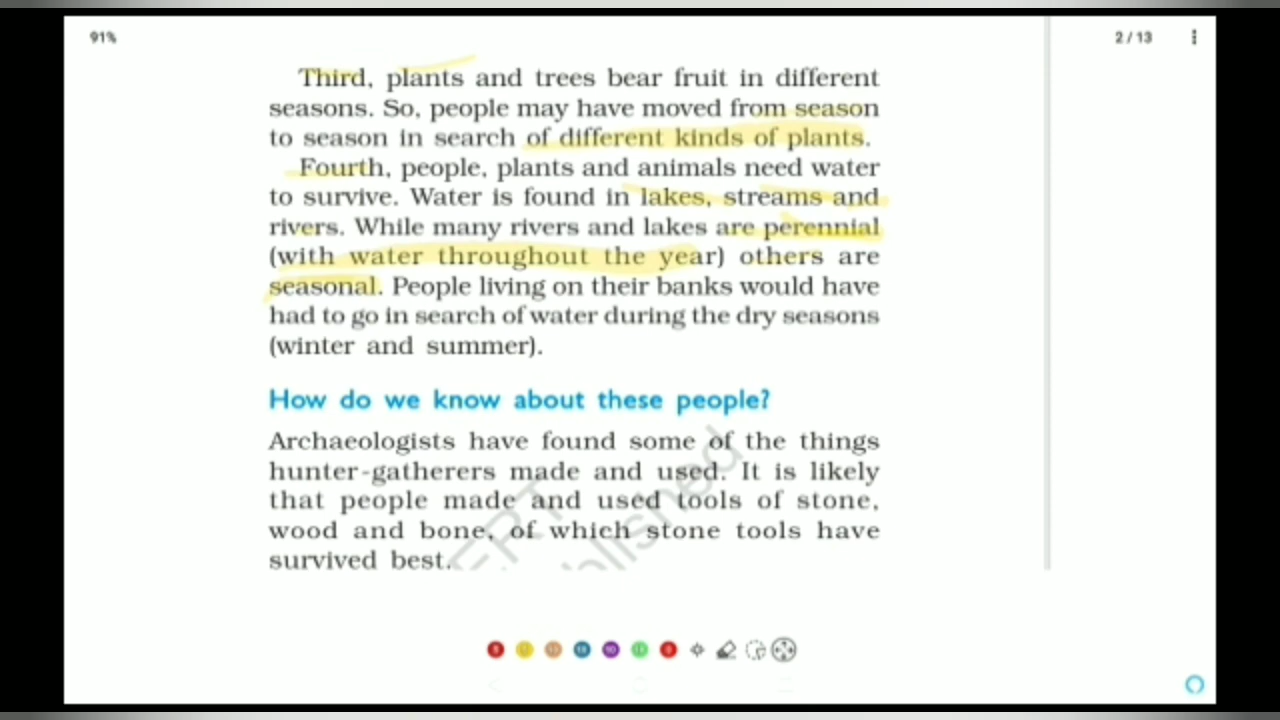 91%
2 / 13
Third, plants and trees bear fruit in different
seasons. So, people may have moved from season
to season in search of different kinds of plants.
Fourth, people, plants and animals need water
to survive. Water is found in lakes, streams and
rivers. While many rivers and lakes are perennial
(with water throughout the year) others are
seasonal. People living on their banks would have
had to go in search of water during the dry seasons
(winter and summer).
How do we know about these people?
Archaeologists have found some of the things
hunter-gatherers made and used. It is likely
that people made and used tools of stone,
wood and bone, of which stone tools have
survived best.